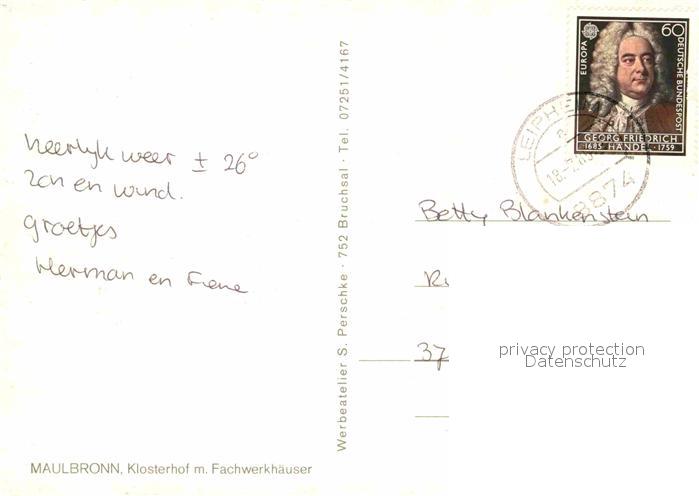 heerlijk weer ± 26°
zon en wind.
groetjes
Herman en Fiene
MAULBRONN, Klosterhof m. Fachwerkhäuser
Werbeatelier S. Perschke · 752 Bruchsal · Tel. 07251/4167
EUROPA
60
DEUTSCHE BUNDESPOST
GEORG FRIEDRICH
1685 HÄNDEL 1759
LEIPHE
8874
Betty Blankenstein
R
37
privacy protection
Datenschutz